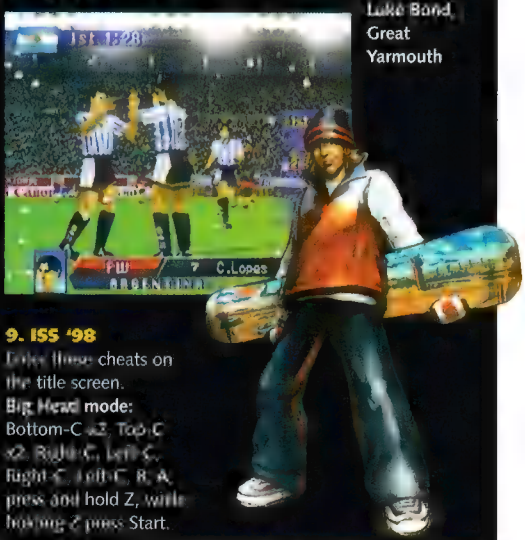 Luke Bond,
Great
Yarmouth
1st 1:28
Canon
FW 7 C.Lopas
ARGENTINA
9. ISS '98
Enter these cheats on
the title screen.
Big Head mode:
Bottom-C x2, Top-C
x2, Right-C, Left-C,
Right-C, Left-C, B, A,
press and hold Z, while
holding Z press Start.